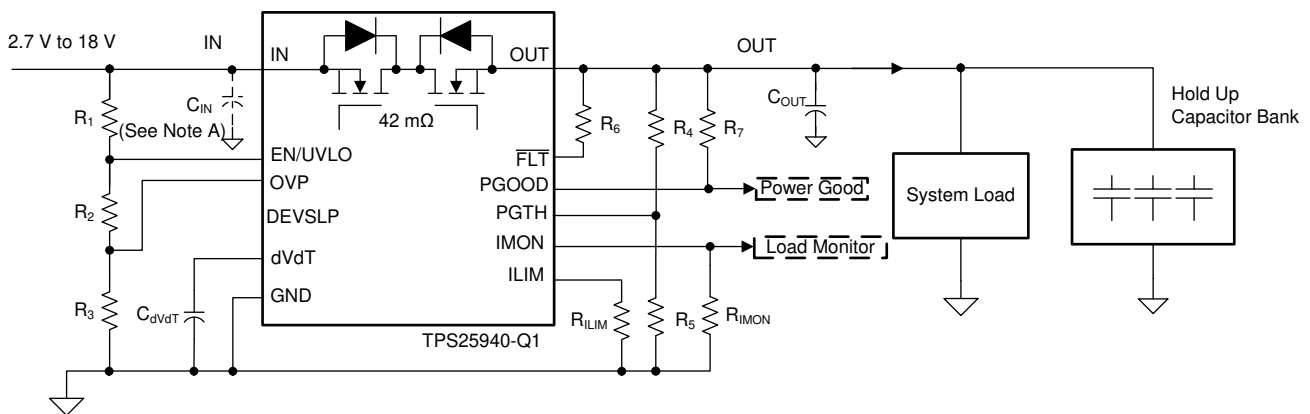 2.7 V to 18 V
IN
IN
OUT
OUT
42 mΩ
R1
CIN
(See Note A)
R6
R4
R7
COUT
Hold Up
Capacitor Bank
EN/UVLO
FLT
OVP
PGOOD
Power Good
System Load
R2
DEVSLP
PGTH
IMON
Load Monitor
dVdT
ILIM
GND
R3
CdVdT
RILIM
R5
RIMON
TPS25940-Q1